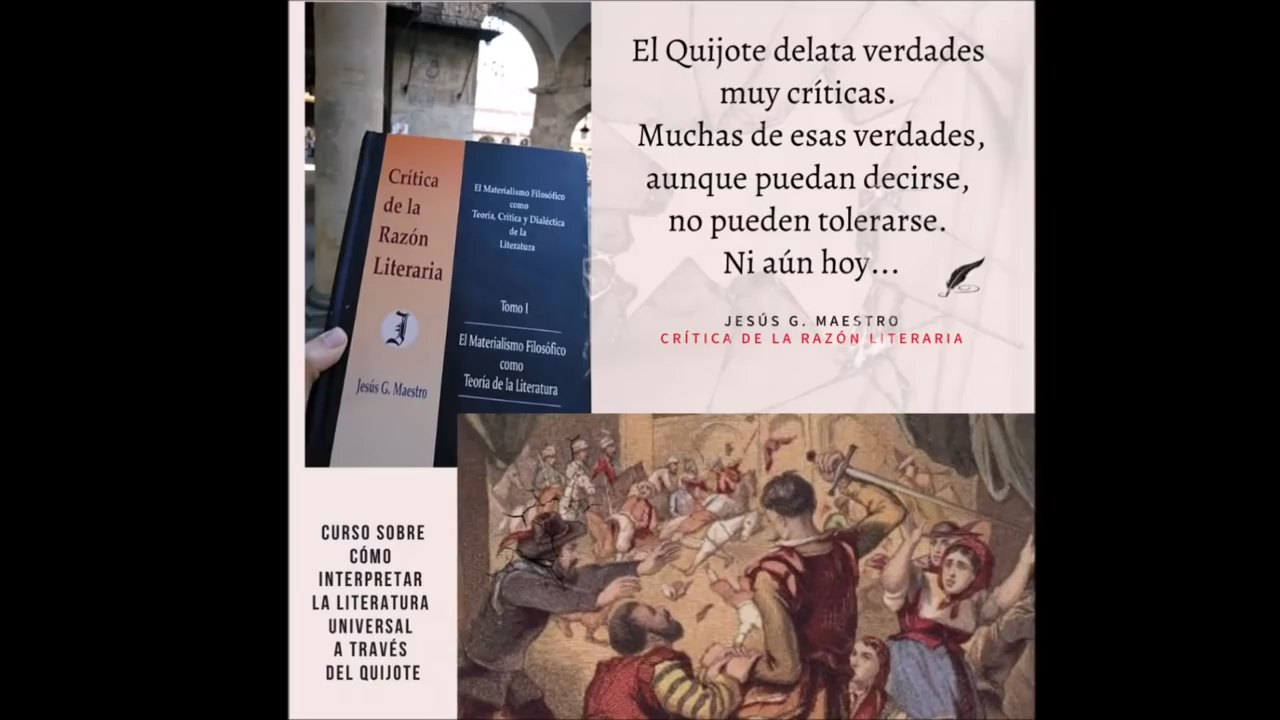 Crítica
de la
Razón
Literaria
J
Jesús G. Maestro
El Materialismo Filosófico
como
Teoría, Crítica y Dialéctica
de la
Literatura
Tomo I
El Materialismo Filosófico
como
Teoría de la Literatura
El Quijote delata verdades
muy críticas.
Muchas de esas verdades,
aunque puedan decirse,
no pueden tolerarse.
Ni aún hoy...
JESÚS G. MAESTRO
CRÍTICA DE LA RAZÓN LITERARIA
CURSO SOBRE
CÓMO
INTERPRETAR
LA LITERATURA
UNIVERSAL
A TRAVÉS
DEL QUIJOTE